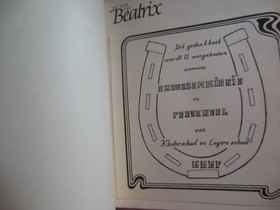 Beatrix
Dit gedenkboek
wordt U aangeboden
namens
en
PERSONEEL
van
Kleuterschool en Lagere school